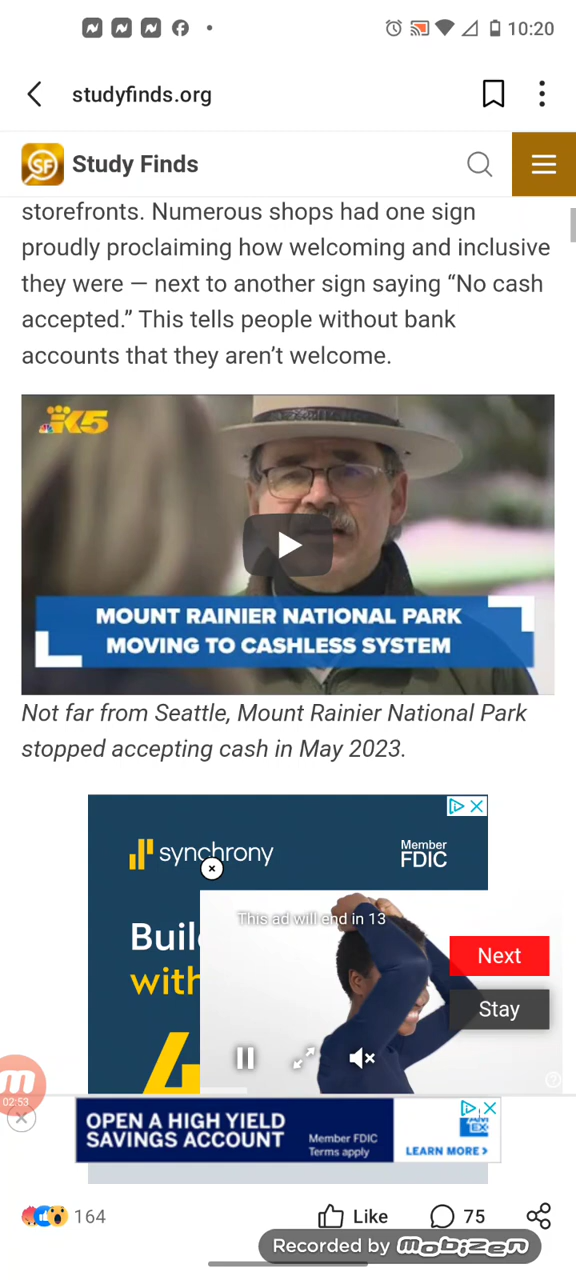 10:20
studyfinds.org
SF
Study Finds
storefronts. Numerous shops had one sign
proudly proclaiming how welcoming and inclusive
they were — next to another sign saying “No cash
accepted.” This tells people without bank
accounts that they aren’t welcome.
K5
MOUNT RAINIER NATIONAL PARK
MOVING TO CASHLESS SYSTEM
Not far from Seattle, Mount Rainier National Park
stopped accepting cash in May 2023.
synchrony
Member
FDIC
This ad will end in 13
Next
with
Stay
4
02:53
OPEN A HIGH YIELD
SAVINGS ACCOUNT
Member FDIC
Terms apply
LEARN MORE >
164
Like
75
Recorded by mobizen